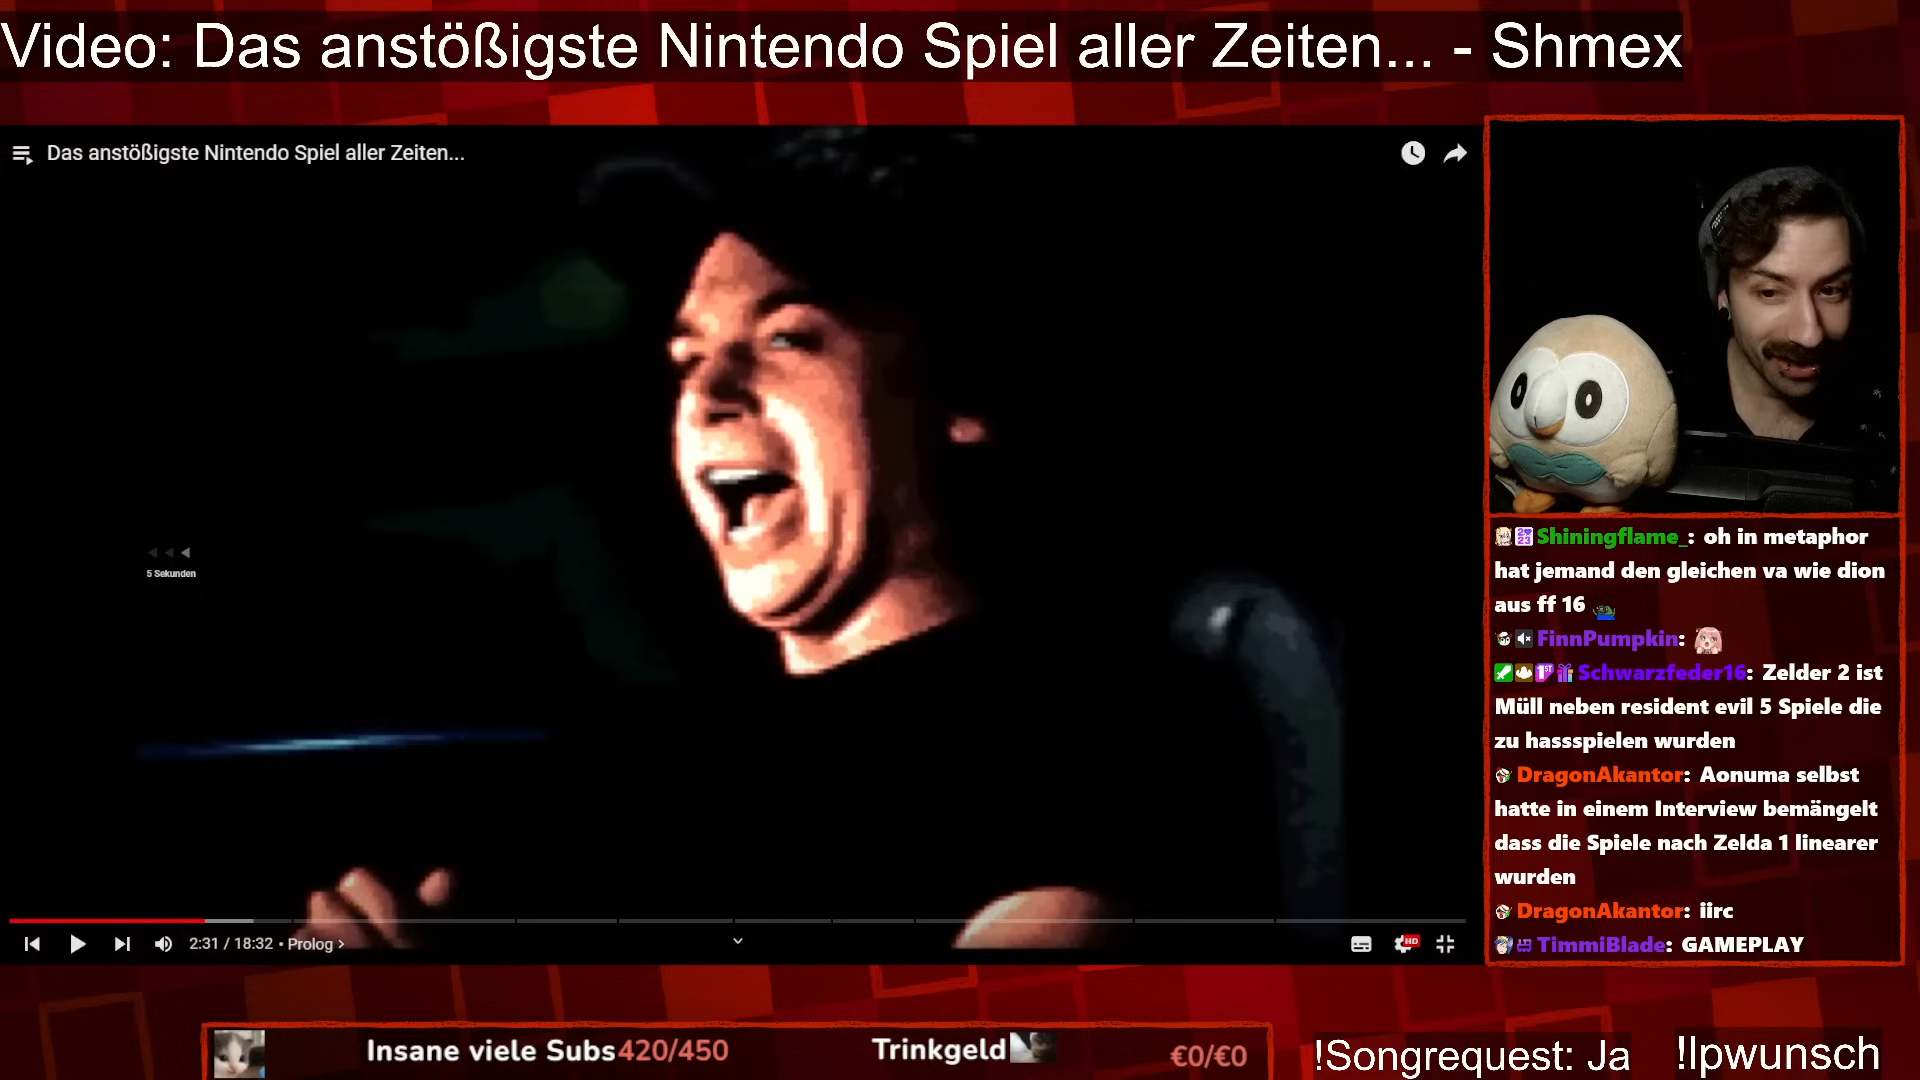 Video: Das anstößigste Nintendo Spiel aller Zeiten... - Shmex
Das anstößigste Nintendo Spiel aller Zeiten...
5 Sekunden
2:31 / 18:32 • Prolog ›
HD
Shiningflame_: oh in metaphor
hat jemand den gleichen va wie dion
aus ff 16
FinnPumpkin:
Schwarzfeder16: Zelder 2 ist
Müll neben resident evil 5 Spiele die
zu hassspielen wurden
DragonAkantor: Aonuma selbst
hatte in einem Interview bemängelt
dass die Spiele nach Zelda 1 linearer
wurden
DragonAkantor: iirc
TimmiBlade: GAMEPLAY
Insane viele Subs 420/450
Trinkgeld €0/€0
!Songrequest: Ja
!lpwunsch